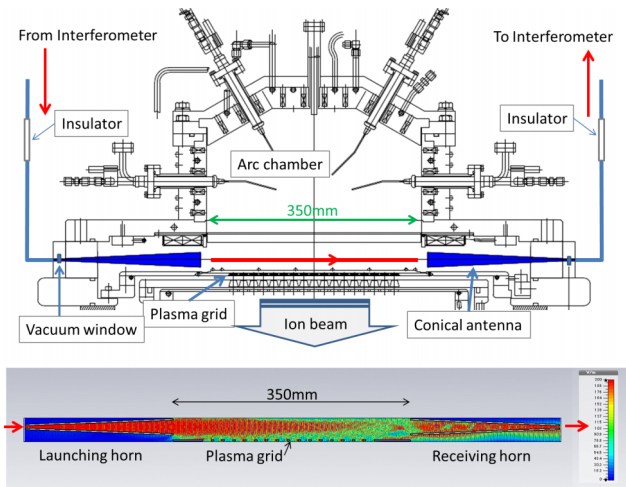 From Interferometer
To Interferometer
Insulator
Insulator
Arc chamber
350mm
Vacuum window
Plasma grid
Ion beam
Conical antenna
350mm
Launching horn
Plasma grid
Receiving horn